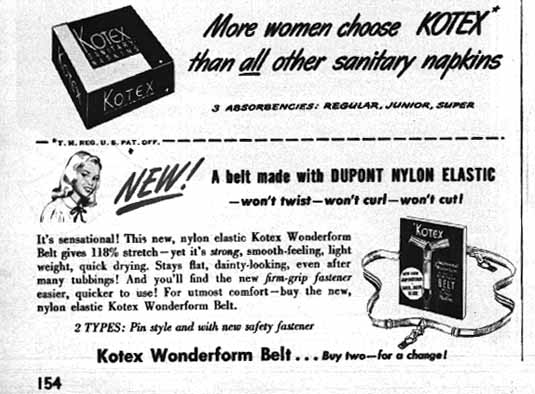 KOTEX
SANITARY
NAPKINS
KOTEX
More women choose KOTEX*
than all other sanitary napkins
3 ABSORBENCIES: REGULAR, JUNIOR, SUPER
*T. M. REG. U. S. PAT. OFF.
NEW!
A belt made with DUPONT NYLON ELASTIC
—won't twist—won't curl—won't cut!
It's sensational! This new, nylon elastic Kotex Wonderform
Belt gives 118% stretch—yet it's strong, smooth-feeling, light
weight, quick drying. Stays flat, dainty-looking, even after
many tubbings! And you'll find the new firm-grip fastener
easier, quicker to use! For utmost comfort—buy the new,
nylon elastic Kotex Wonderform Belt.
KOTEX
BELT
2 TYPES: Pin style and with new safety fastener
Kotex Wonderform Belt... Buy two—for a change!
154